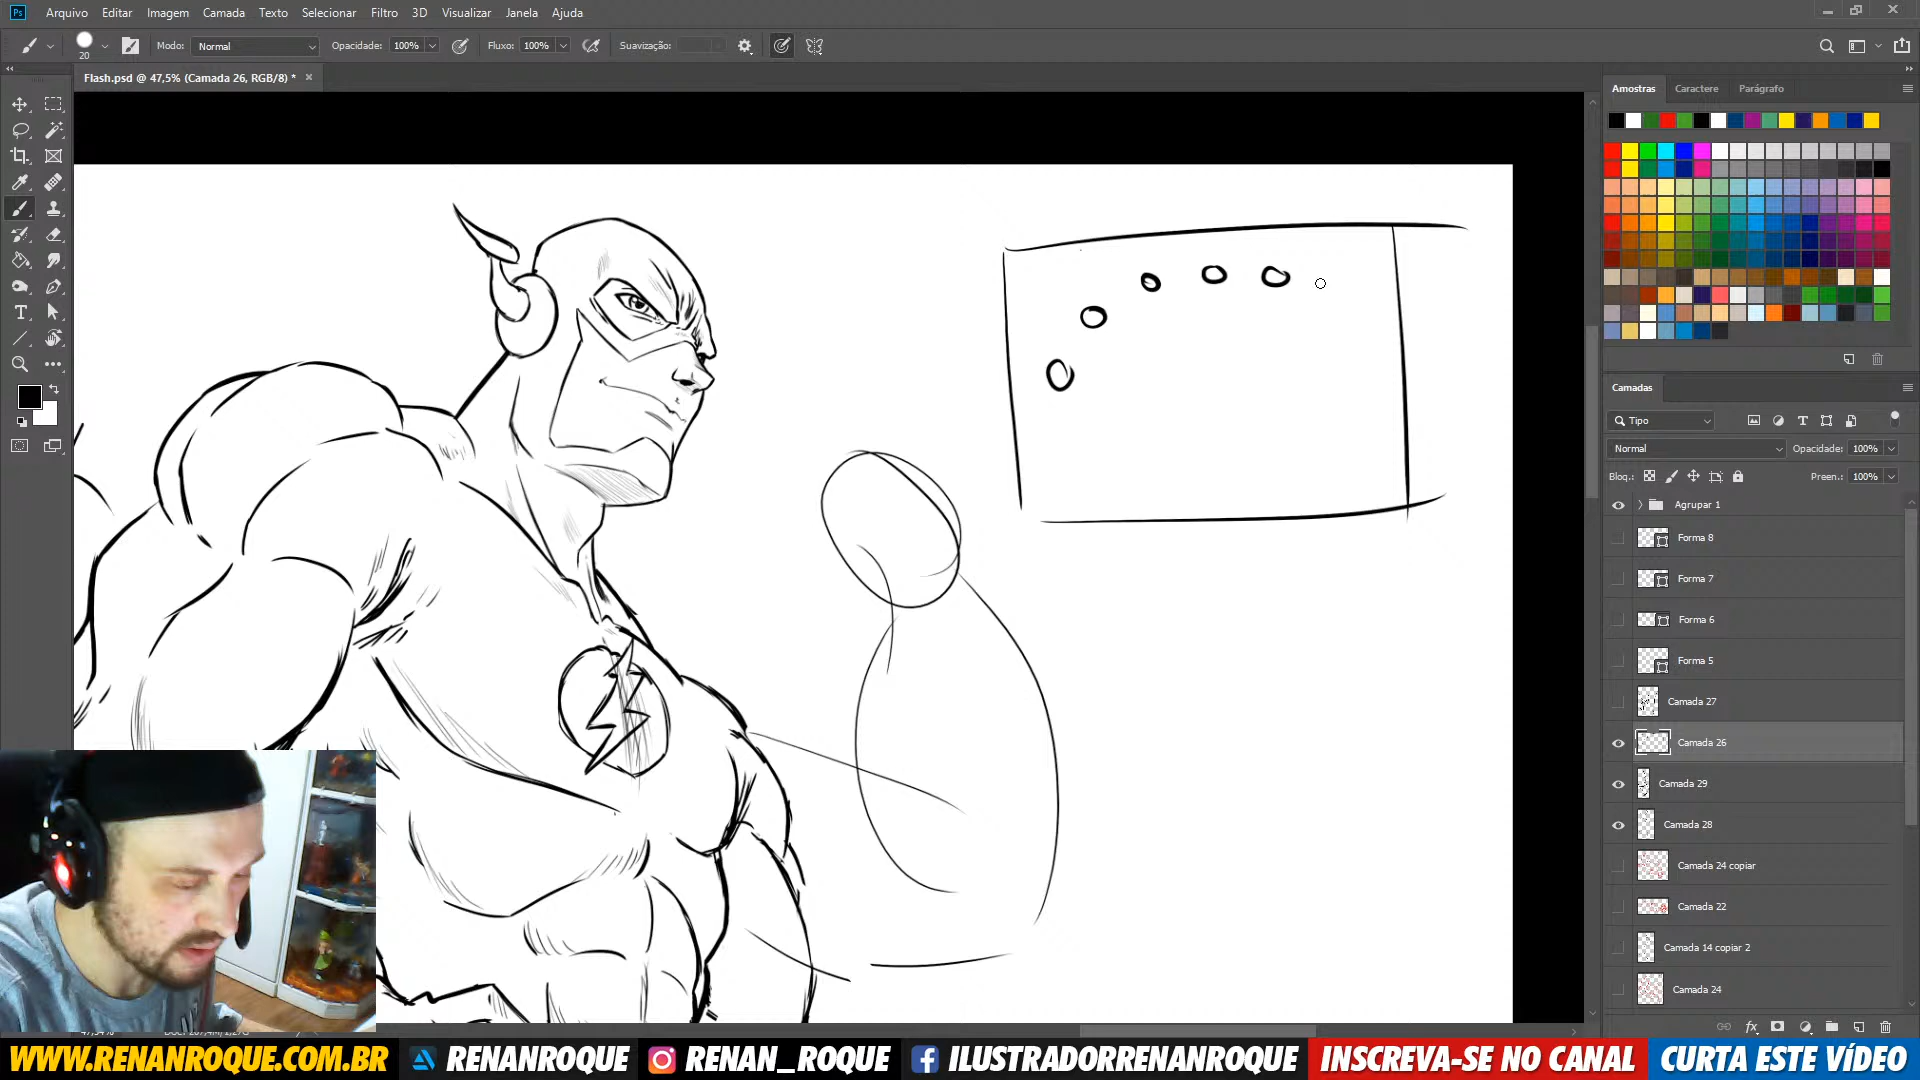 Ps Arquivo Editar Imagem Camada Texto Selecionar Filtro 3D Visualizar Janela Ajuda
20 Modo: Normal Opacidade: 100% Fluxo: 100% Suavização:
Flash.psd @ 47,5% (Camada 26, RGB/8) *
Amostras Caractere Parágrafo
Camadas
Tipo
Normal Opacidade: 100%
Bloq.: Preen.: 100%
Agrupar 1
Forma 8
Forma 7
Forma 6
Forma 5
Camada 27
Camada 26
Camada 29
Camada 28
Camada 24 copiar
Camada 22
Camada 14 copiar 2
Camada 24
WWW.RENANROQUE.COM.BR RENANROQUE RENAN__ROQUE ILUSTRADORRENANROQUE INSCREVA-SE NO CANAL CURTA ESTE VÍDEO